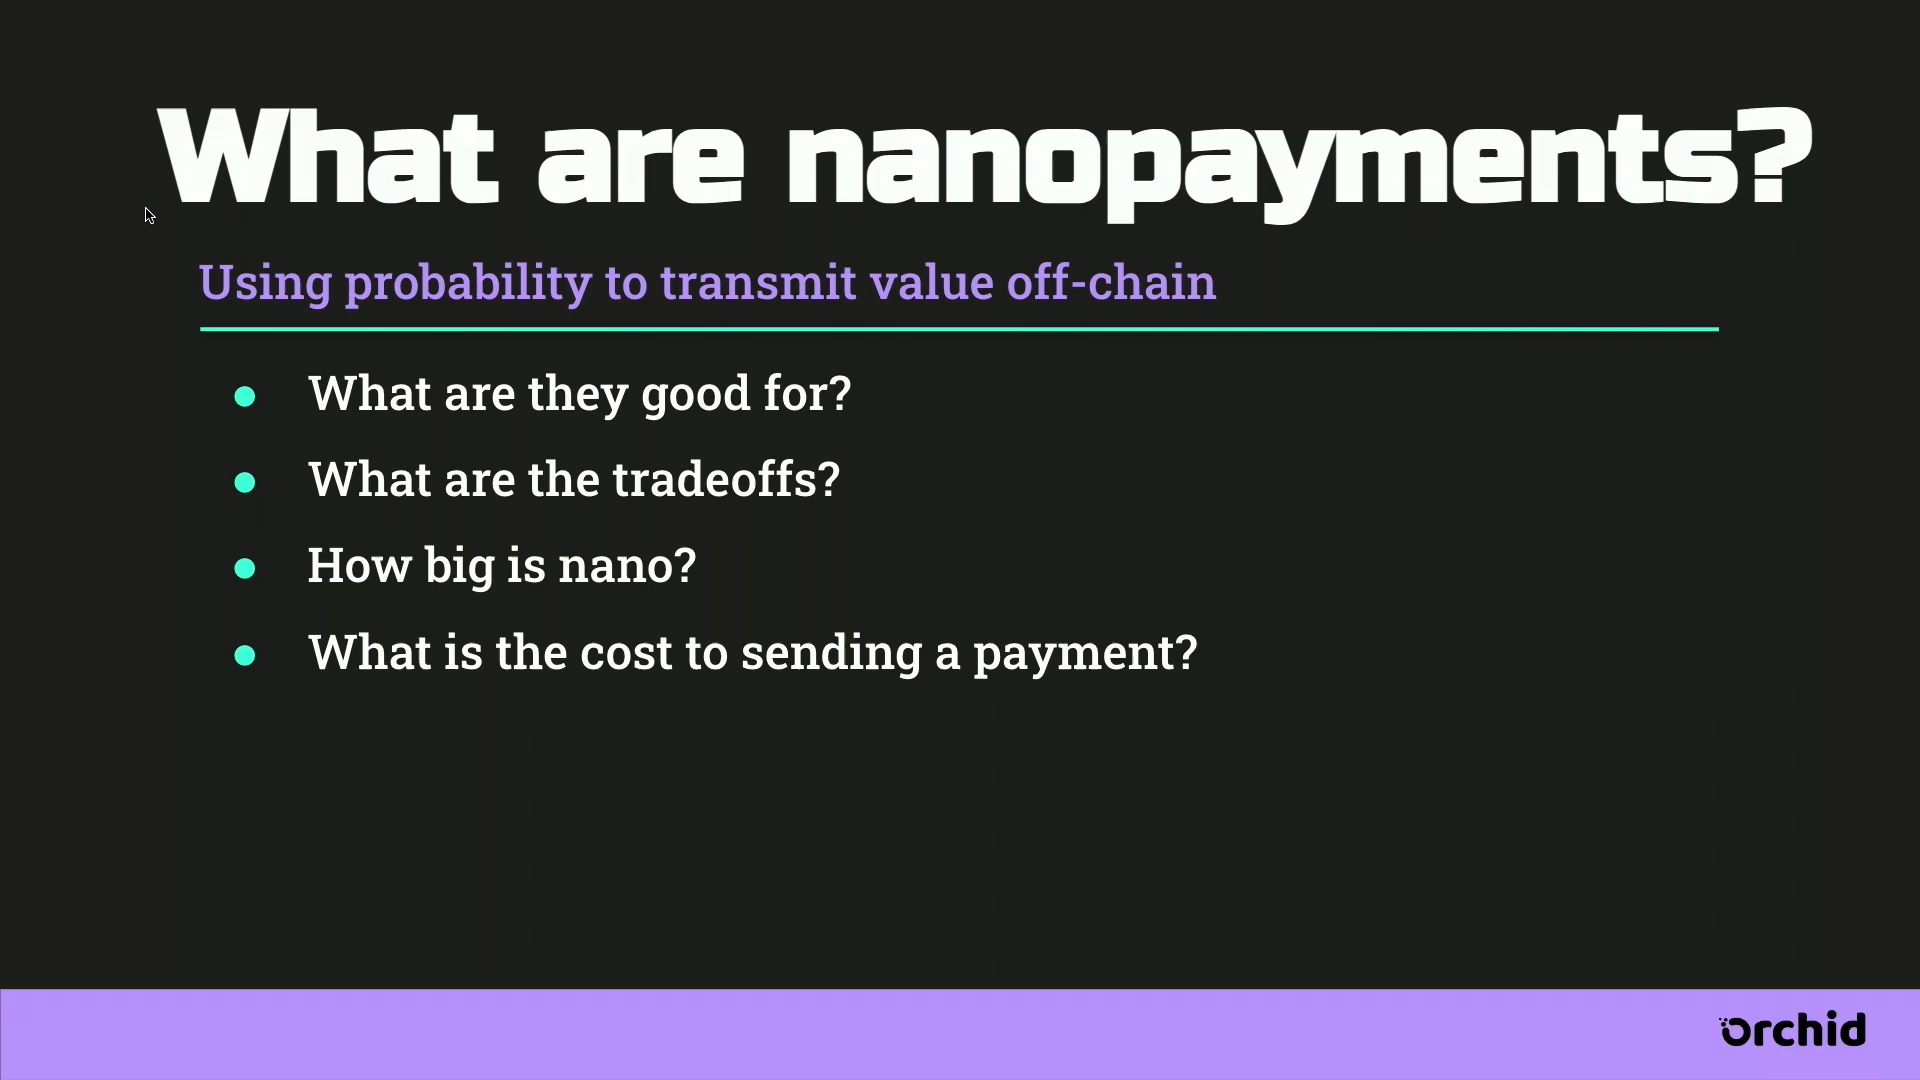 What are nanopayments?
Using probability to transmit value off-chain
What are they good for?
What are the tradeoffs?
How big is nano?
What is the cost to sending a payment?
Orchid